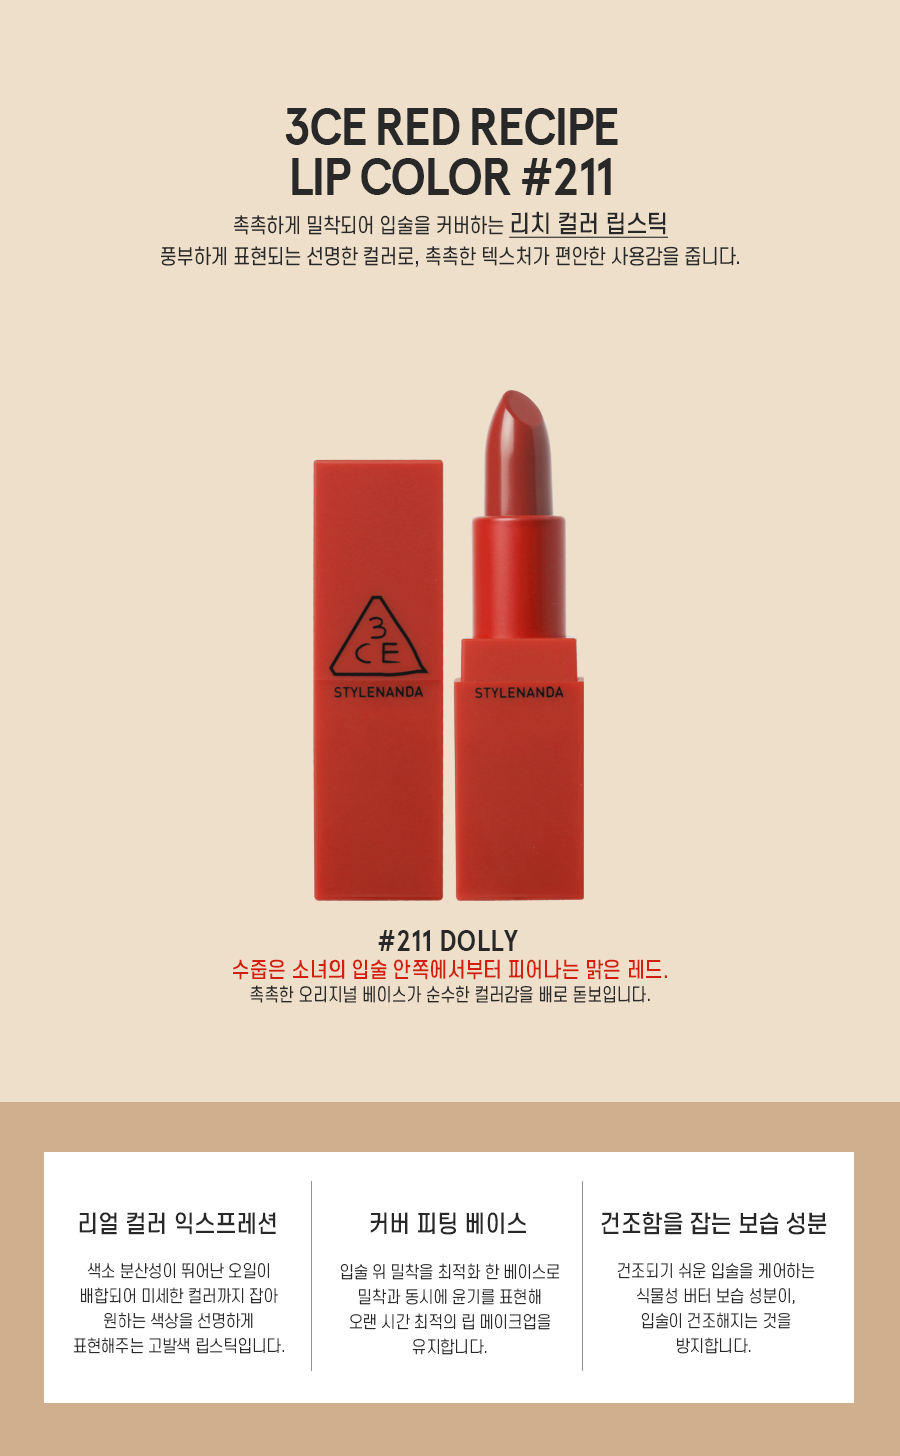 3CE RED RECIPE
LIP COLOR #211
촉촉하게 밀착되어 입술을 커버하는 리치 컬러 립스틱
풍부하게 표현되는 선명한 컬러로, 촉촉한 텍스처가 편안한 사용감을 줍니다.
3
CE
STYLENANDA
STYLENANDA
#211 DOLLY
수줍은 소녀의 입술 안쪽에서부터 피어나는 맑은 레드.
촉촉한 오리지널 베이스가 순수한 컬러감을 배로 돋보입니다.
리얼 컬러 익스프레션
색소 분산성이 뛰어난 오일이
배합되어 미세한 컬러까지 잡아
원하는 색상을 선명하게
표현해주는 고발색 립스틱입니다.
커버 피팅 베이스
입술 위 밀착을 최적화 한 베이스로
밀착과 동시에 윤기를 표현해
오랜 시간 최적의 립 메이크업을
유지합니다.
건조함을 잡는 보습 성분
건조되기 쉬운 입술을 케어하는
식물성 버터 보습 성분이,
입술이 건조해지는 것을
방지합니다.